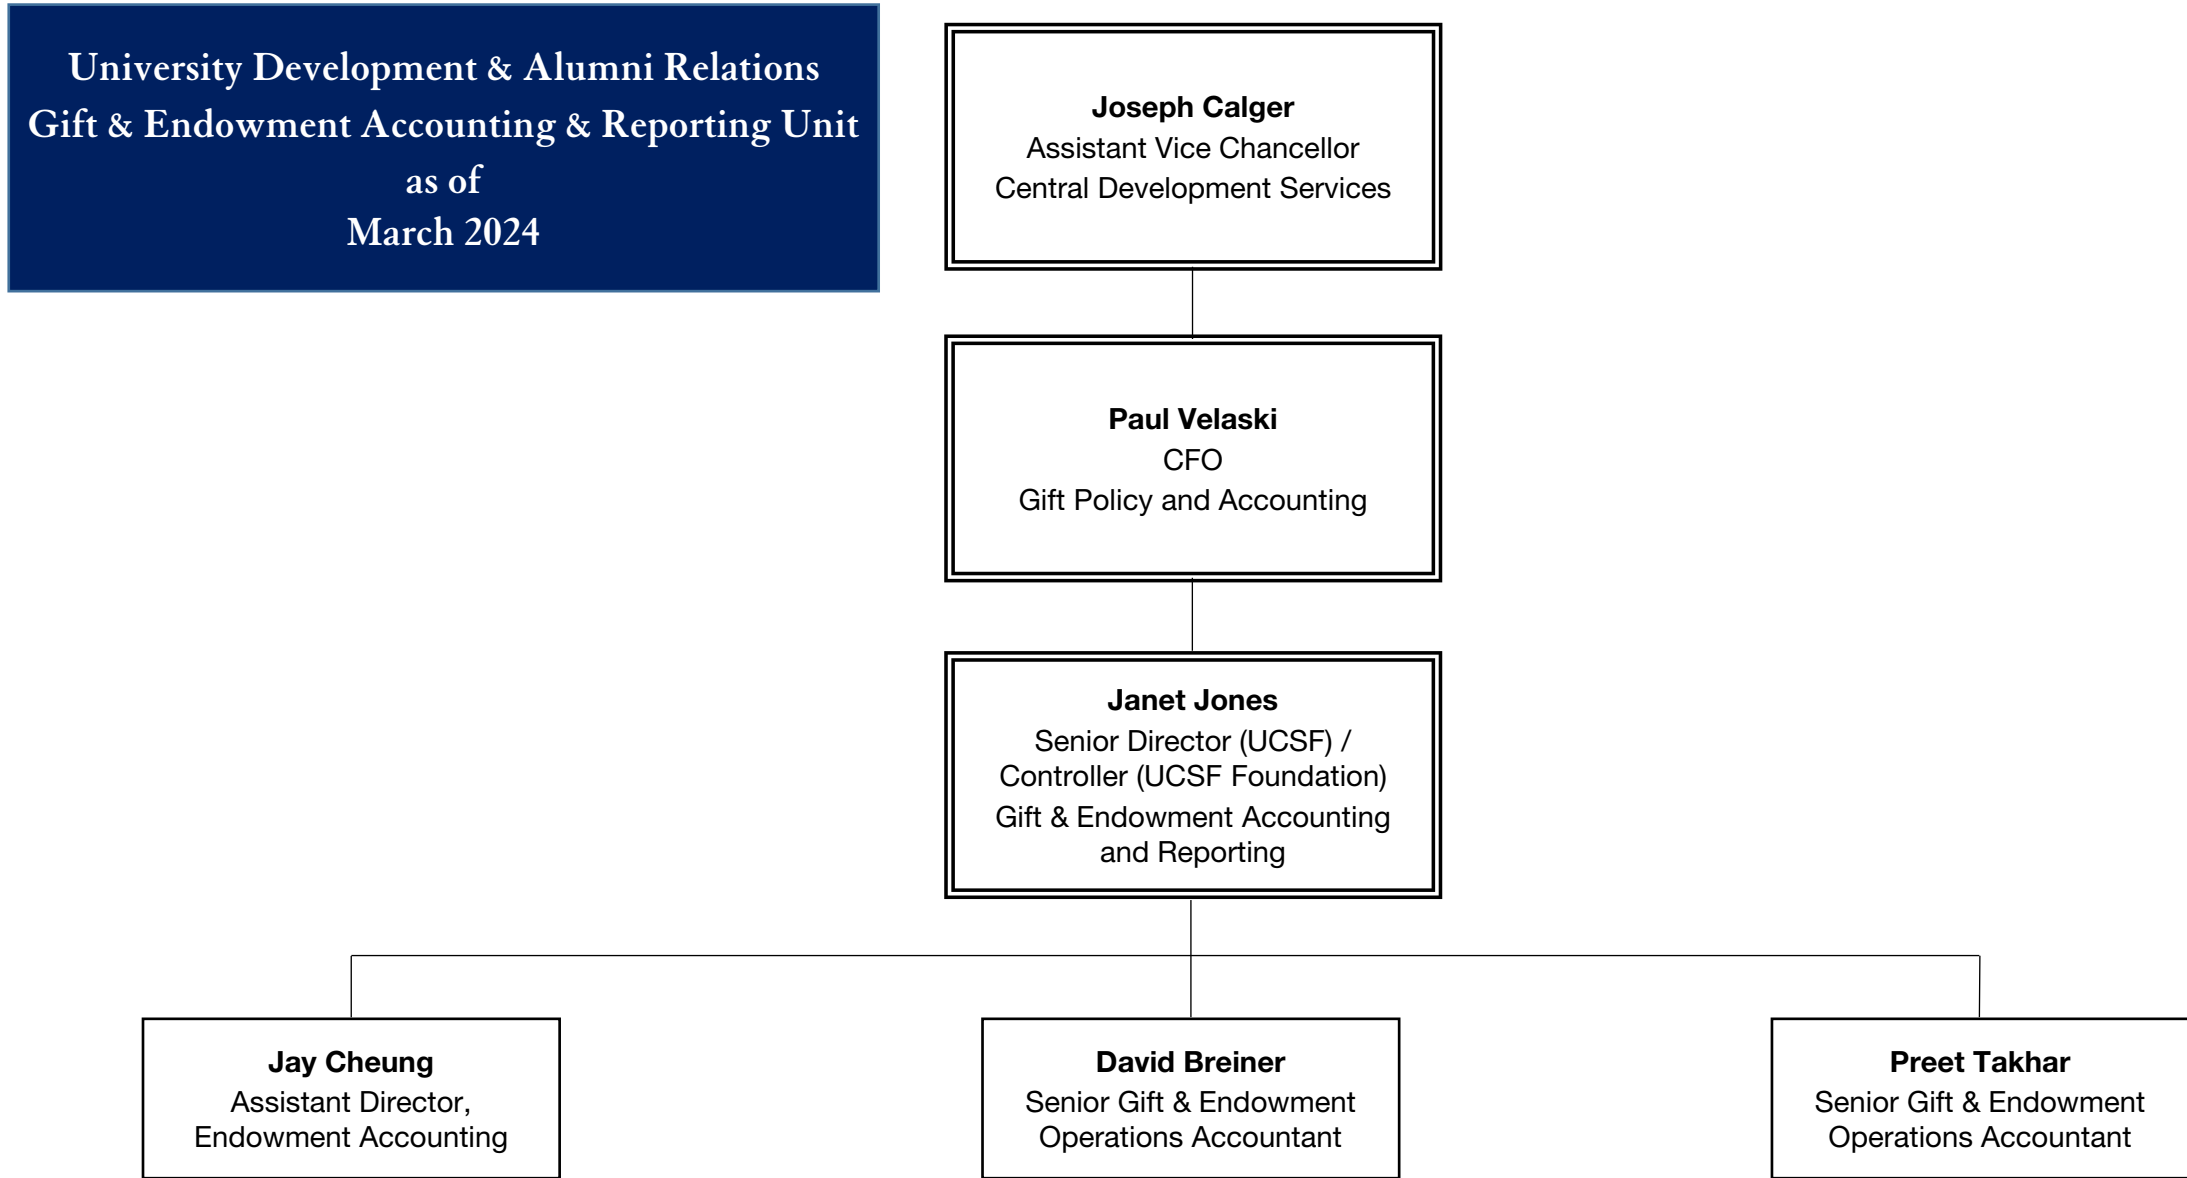 University Development & Alumni Relations
Gift & Endowment Accounting & Reporting Unit
as of
March 2024
Joseph Calger
Assistant Vice Chancellor
Central Development Services
Paul Velaski
CFO
Gift Policy and Accounting
Janet Jones
Senior Director (UCSF) /
Controller (UCSF Foundation)
Gift & Endowment Accounting
and Reporting
Jay Cheung
Assistant Director,
Endowment Accounting
David Breiner
Senior Gift & Endowment
Operations Accountant
Preet Takhar
Senior Gift & Endowment
Operations Accountant